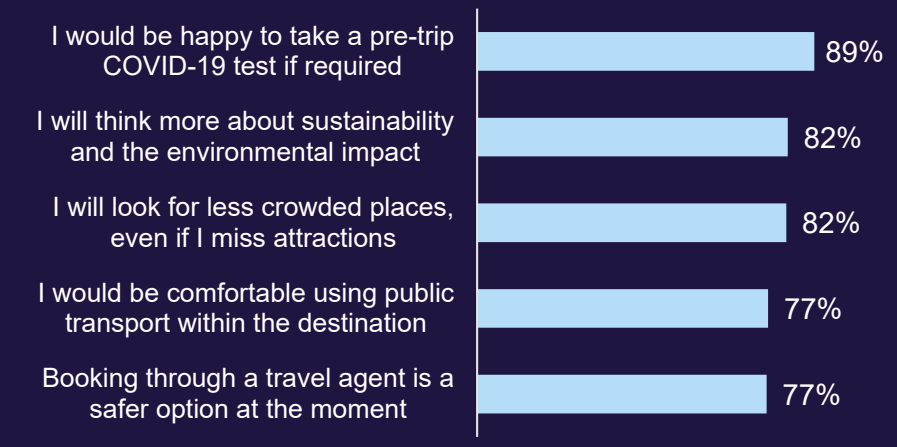 I would be happy to take a pre-trip
COVID-19 test if required
89%
I will think more about sustainability
and the environmental impact
82%
I will look for less crowded places,
even if I miss attractions
82%
I would be comfortable using public
transport within the destination
77%
Booking through a travel agent is a
safer option at the moment
77%